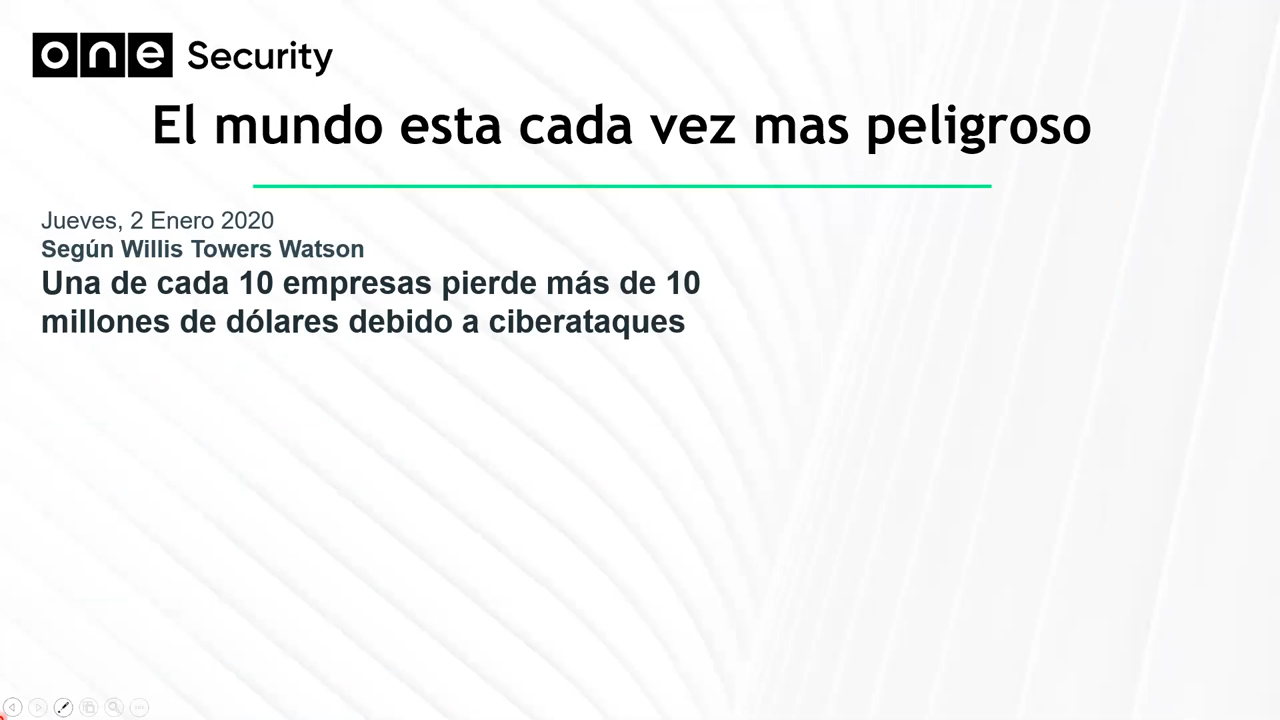 one Security
El mundo esta cada vez mas peligroso
Jueves, 2 Enero 2020
Según Willis Towers Watson
Una de cada 10 empresas pierde más de 10
millones de dólares debido a ciberataques